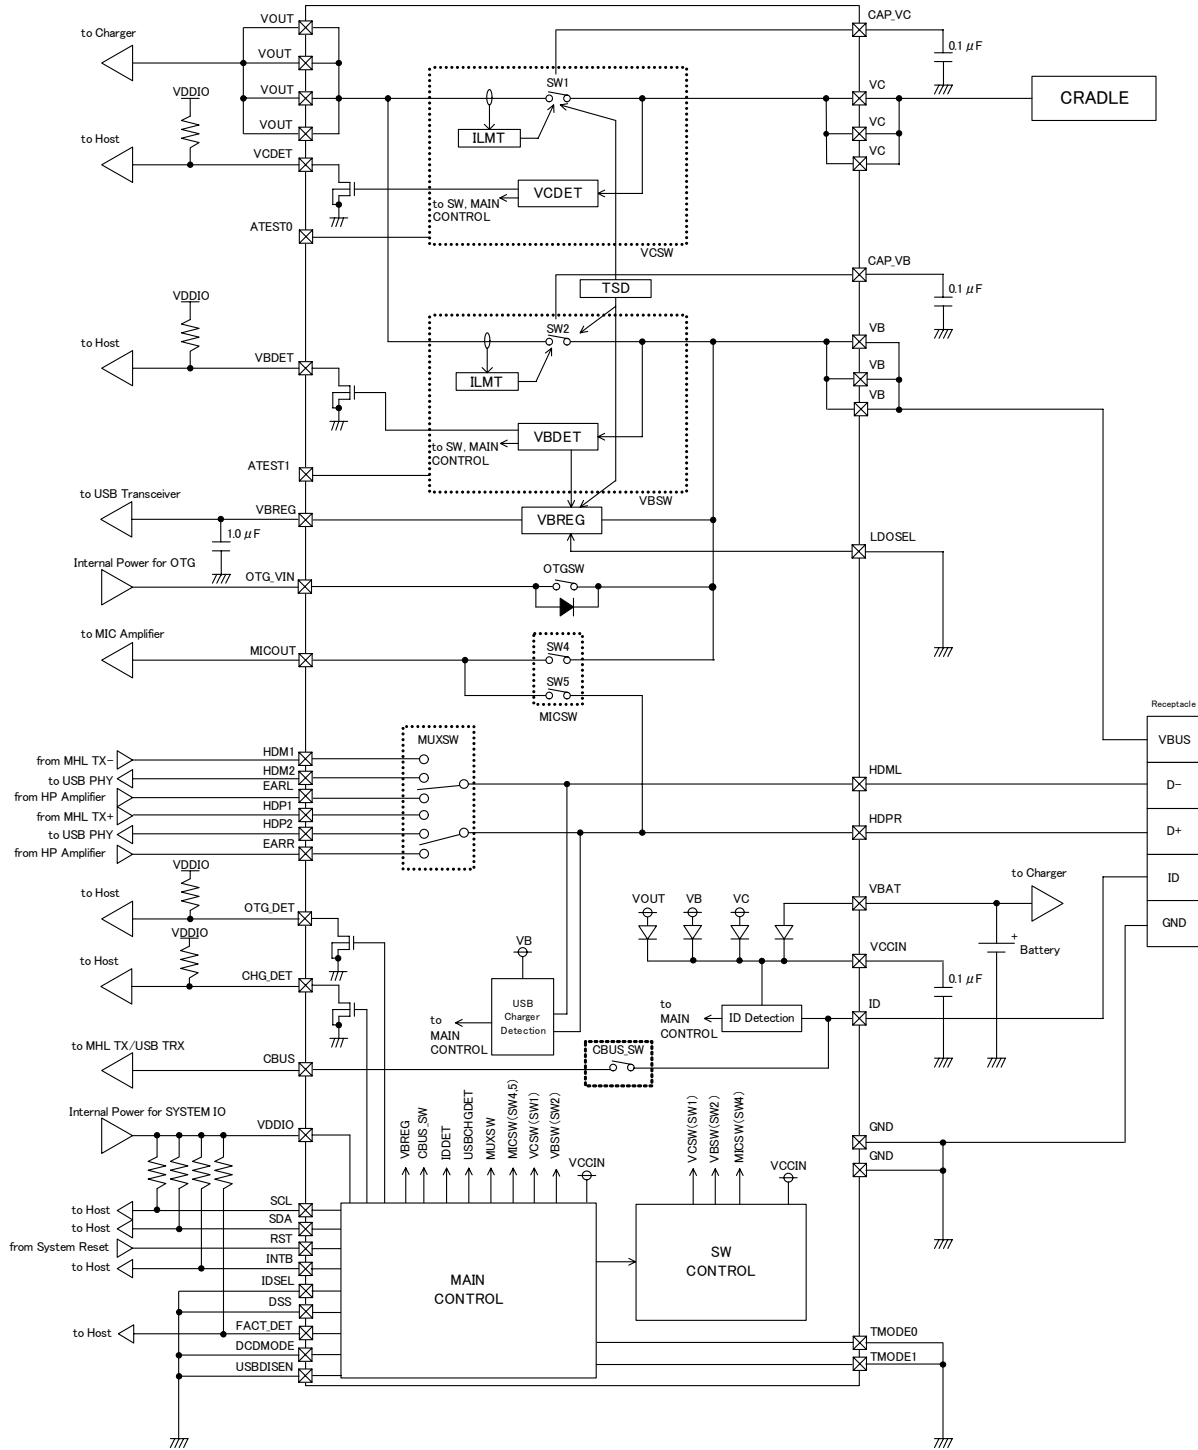 VOUT
CAP_VC
to Charger
VOUT
0.1 μF
SW1
VC
VDDIO
VOUT
CRADLE
VOUT
VC
to Host
ILMT
VC
VCDET
VCDET
to SW, MAIN
CONTROL
ATEST0
VCSW
CAP_VB
TSD
0.1 μF
VDDIO
SW2
VB
to Host
VBDET
VB
ILMT
VB
VBDET
to SW, MAIN
CONTROL
ATEST1
VBSW
to USB Transceiver
VBREG
VBREG
1.0 μF
LDOSEL
Internal Power for OTG
OTG_VIN
OTGSW
to MIC Amplifier
MICOUT
SW4
SW5
MICSW
Receptacle
VBUS
D-
D+
ID
GND
MUXSW
from MHL TX-
HDM1
to USB PHY
HDM2
HDML
from HP Amplifier
EARL
from MHL TX+
HDP1
to USB PHY
HDP2
HDPR
from HP Amplifier
EARR
VDDIO
to Host
OTG_DET
VOUT
VB
VC
VBAT
to Charger
VDDIO
VB
VCCIN
+
Battery
to Host
CHG_DET
0.1 μF
USB
Charger
Detection
to
MAIN
CONTROL
to
MAIN
CONTROL
ID Detection
ID
to MHL TX/USB TRX
CBUS
CBUS_SW
Internal Power for SYSTEM IO
VDDIO
VBREG
CBUS_SW
IDDET
USBCHGDET
MUXSW
MICSW(SW4,5)
VCSW(SW1)
VBSW(SW2)
VCCIN
VCSW(SW1)
VBSW(SW2)
MICSW(SW4)
VCCIN
GND
GND
to Host
SCL
to Host
SDA
from System Reset
RST
to Host
INTB
IDSEL
DSS
to Host
FACT_DET
DCDMODE
USBDISEN
MAIN
CONTROL
SW
CONTROL
TMODE0
TMODE1